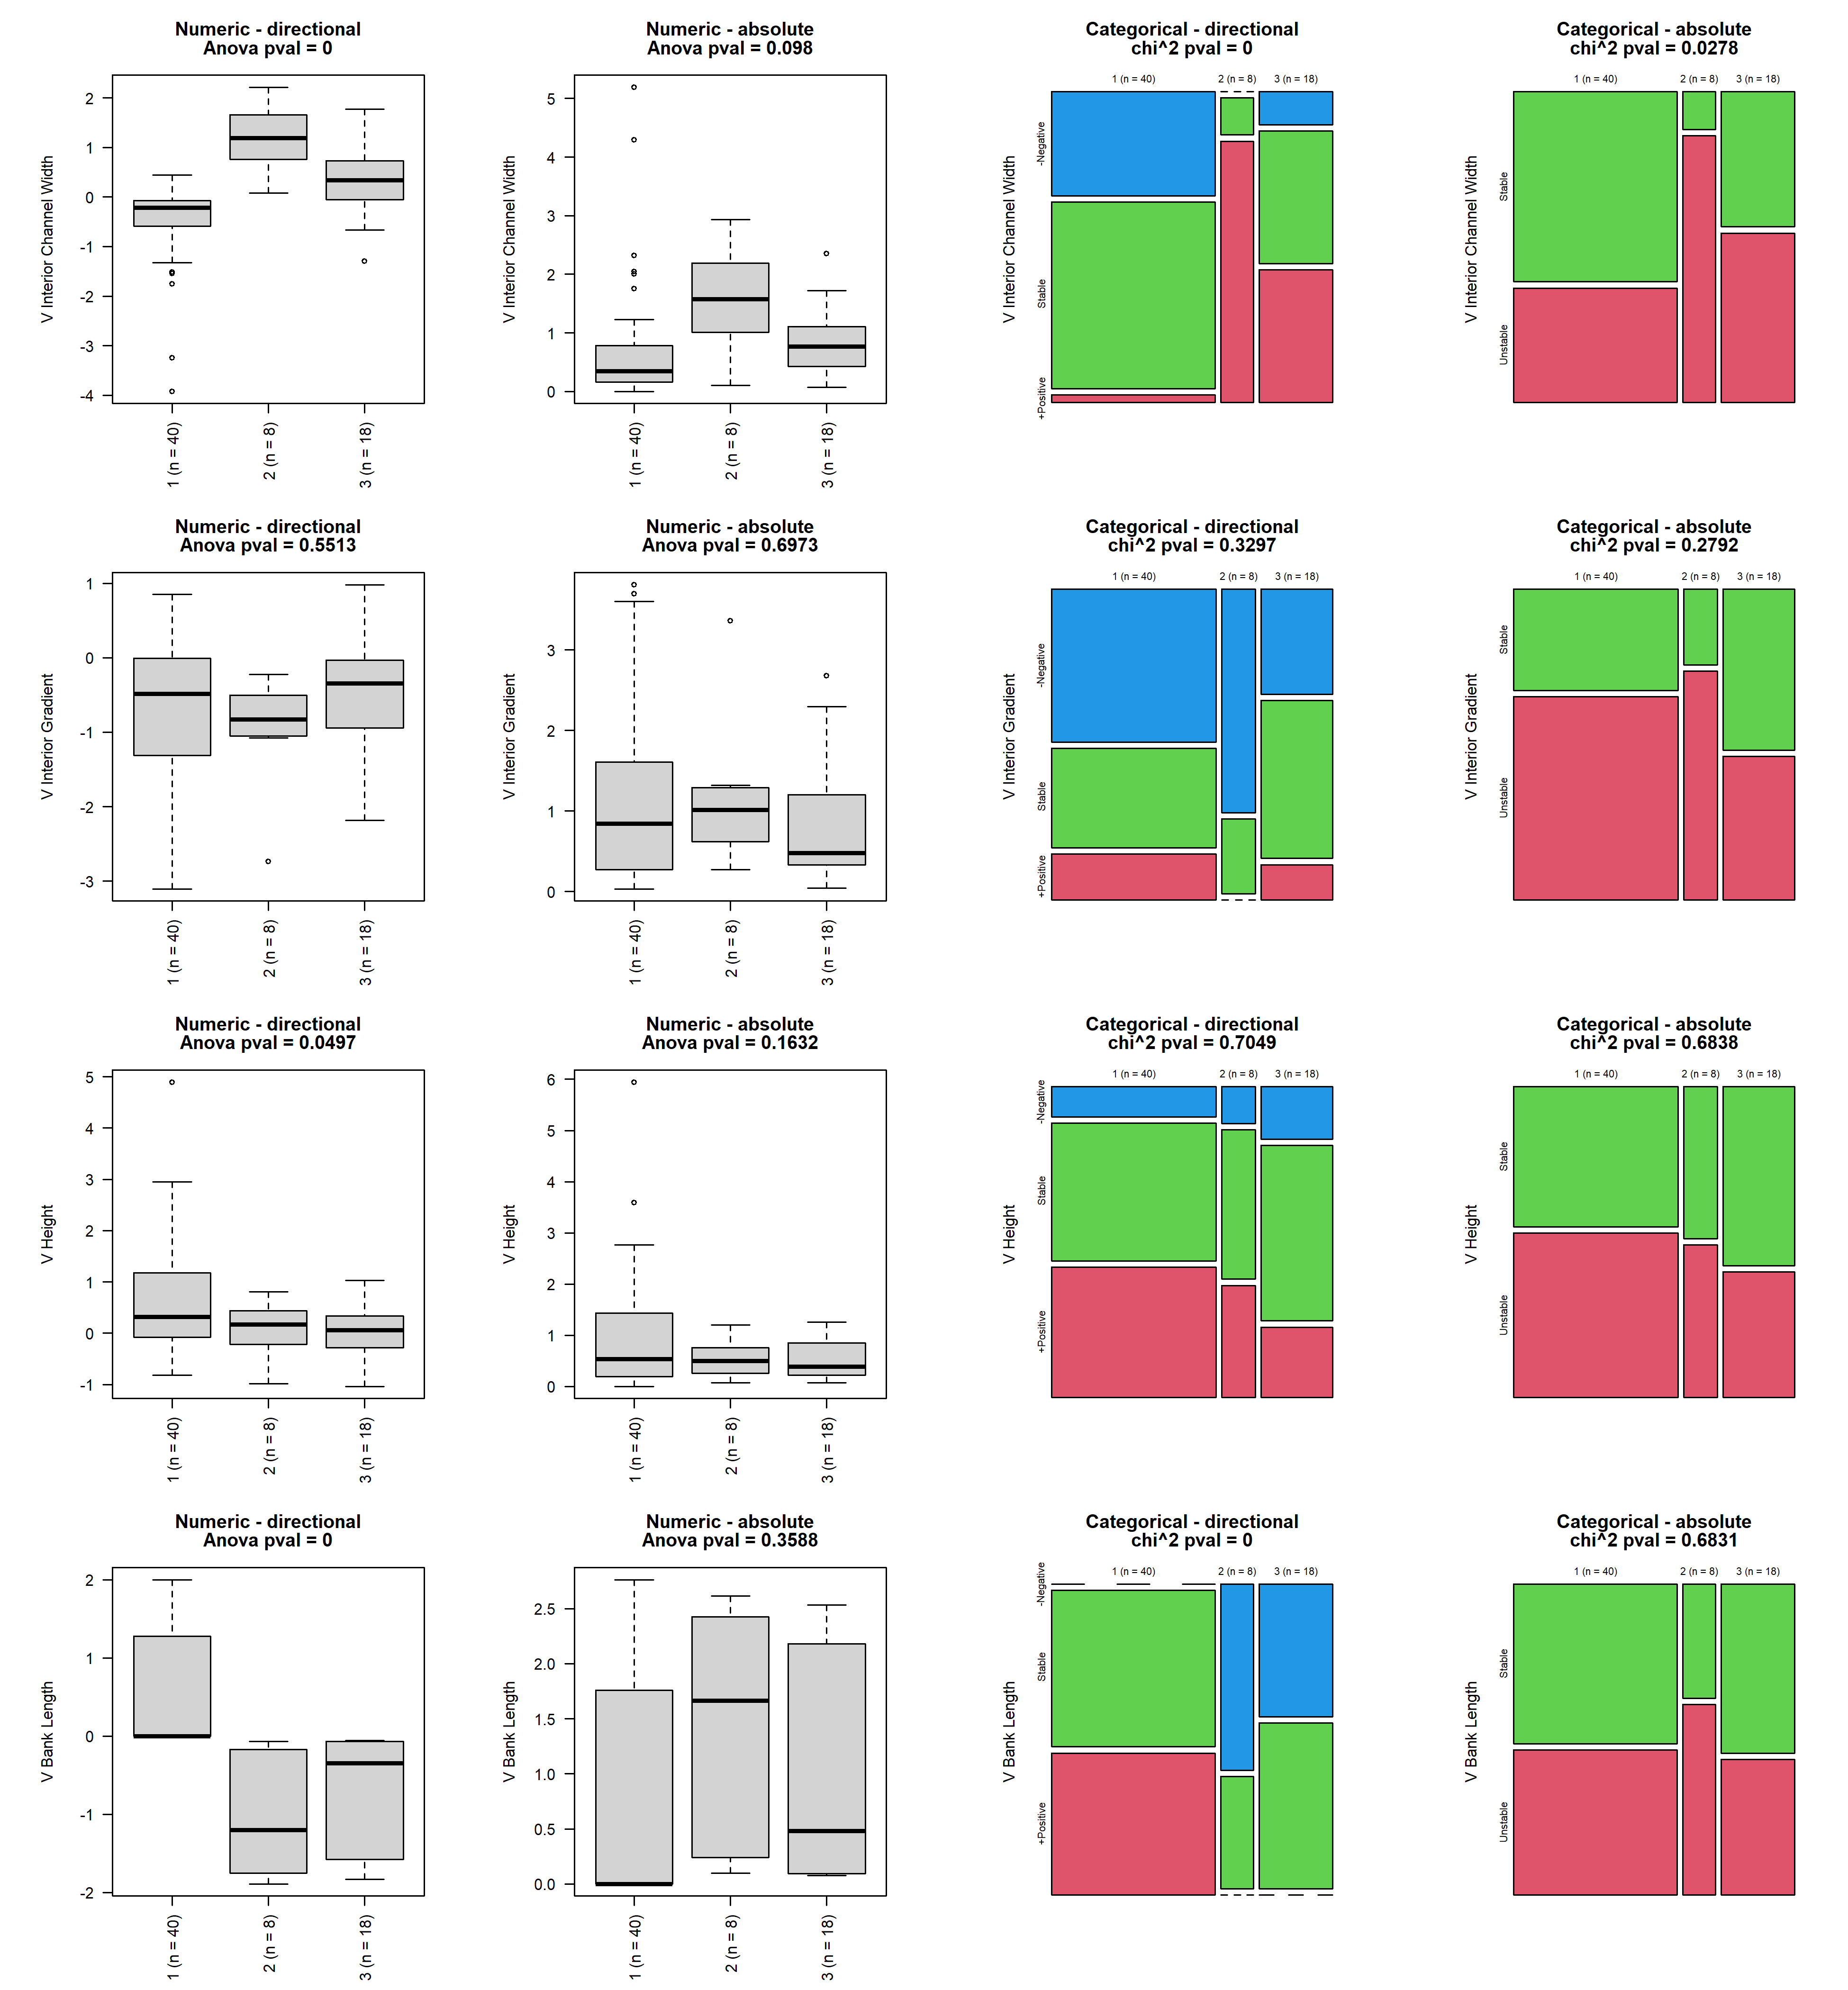 Numeric - directional
Anova pval = 0
V Interior Channel Width
2
1
0
-1
-2
-3
-4
1 (n = 40)
2 (n = 8)
3 (n = 18)
Numeric - absolute
Anova pval = 0.098
V Interior Channel Width
5
4
3
2
1
0
1 (n = 40)
2 (n = 8)
3 (n = 18)
Categorical - directional
chi^2 pval = 0
1 (n = 40)
2 (n = 8)
3 (n = 18)
V Interior Channel Width
-Negative
Stable
+Positive
Categorical - absolute
chi^2 pval = 0.0278
1 (n = 40)
2 (n = 8)
3 (n = 18)
V Interior Channel Width
Stable
Unstable
Numeric - directional
Anova pval = 0.5513
V Interior Gradient
1
0
-1
-2
-3
1 (n = 40)
2 (n = 8)
3 (n = 18)
Numeric - absolute
Anova pval = 0.6973
V Interior Gradient
3
2
1
0
1 (n = 40)
2 (n = 8)
3 (n = 18)
Categorical - directional
chi^2 pval = 0.3297
1 (n = 40)
2 (n = 8)
3 (n = 18)
V Interior Gradient
-Negative
Stable
+Positive
Categorical - absolute
chi^2 pval = 0.2792
1 (n = 40)
2 (n = 8)
3 (n = 18)
V Interior Gradient
Stable
Unstable
Numeric - directional
Anova pval = 0.0497
V Height
5
4
3
2
1
0
-1
1 (n = 40)
2 (n = 8)
3 (n = 18)
Numeric - absolute
Anova pval = 0.1632
V Height
6
5
4
3
2
1
0
1 (n = 40)
2 (n = 8)
3 (n = 18)
Categorical - directional
chi^2 pval = 0.7049
1 (n = 40)
2 (n = 8)
3 (n = 18)
V Height
-Negative
Stable
+Positive
Categorical - absolute
chi^2 pval = 0.6838
1 (n = 40)
2 (n = 8)
3 (n = 18)
V Height
Stable
Unstable
Numeric - directional
Anova pval = 0
V Bank Length
2
1
0
-1
-2
1 (n = 40)
2 (n = 8)
3 (n = 18)
Numeric - absolute
Anova pval = 0.3588
V Bank Length
2.5
2.0
1.5
1.0
0.5
0.0
1 (n = 40)
2 (n = 8)
3 (n = 18)
Categorical - directional
chi^2 pval = 0
1 (n = 40)
2 (n = 8)
3 (n = 18)
V Bank Length
-Negative
Stable
+Positive
Categorical - absolute
chi^2 pval = 0.6831
1 (n = 40)
2 (n = 8)
3 (n = 18)
V Bank Length
Stable
Unstable